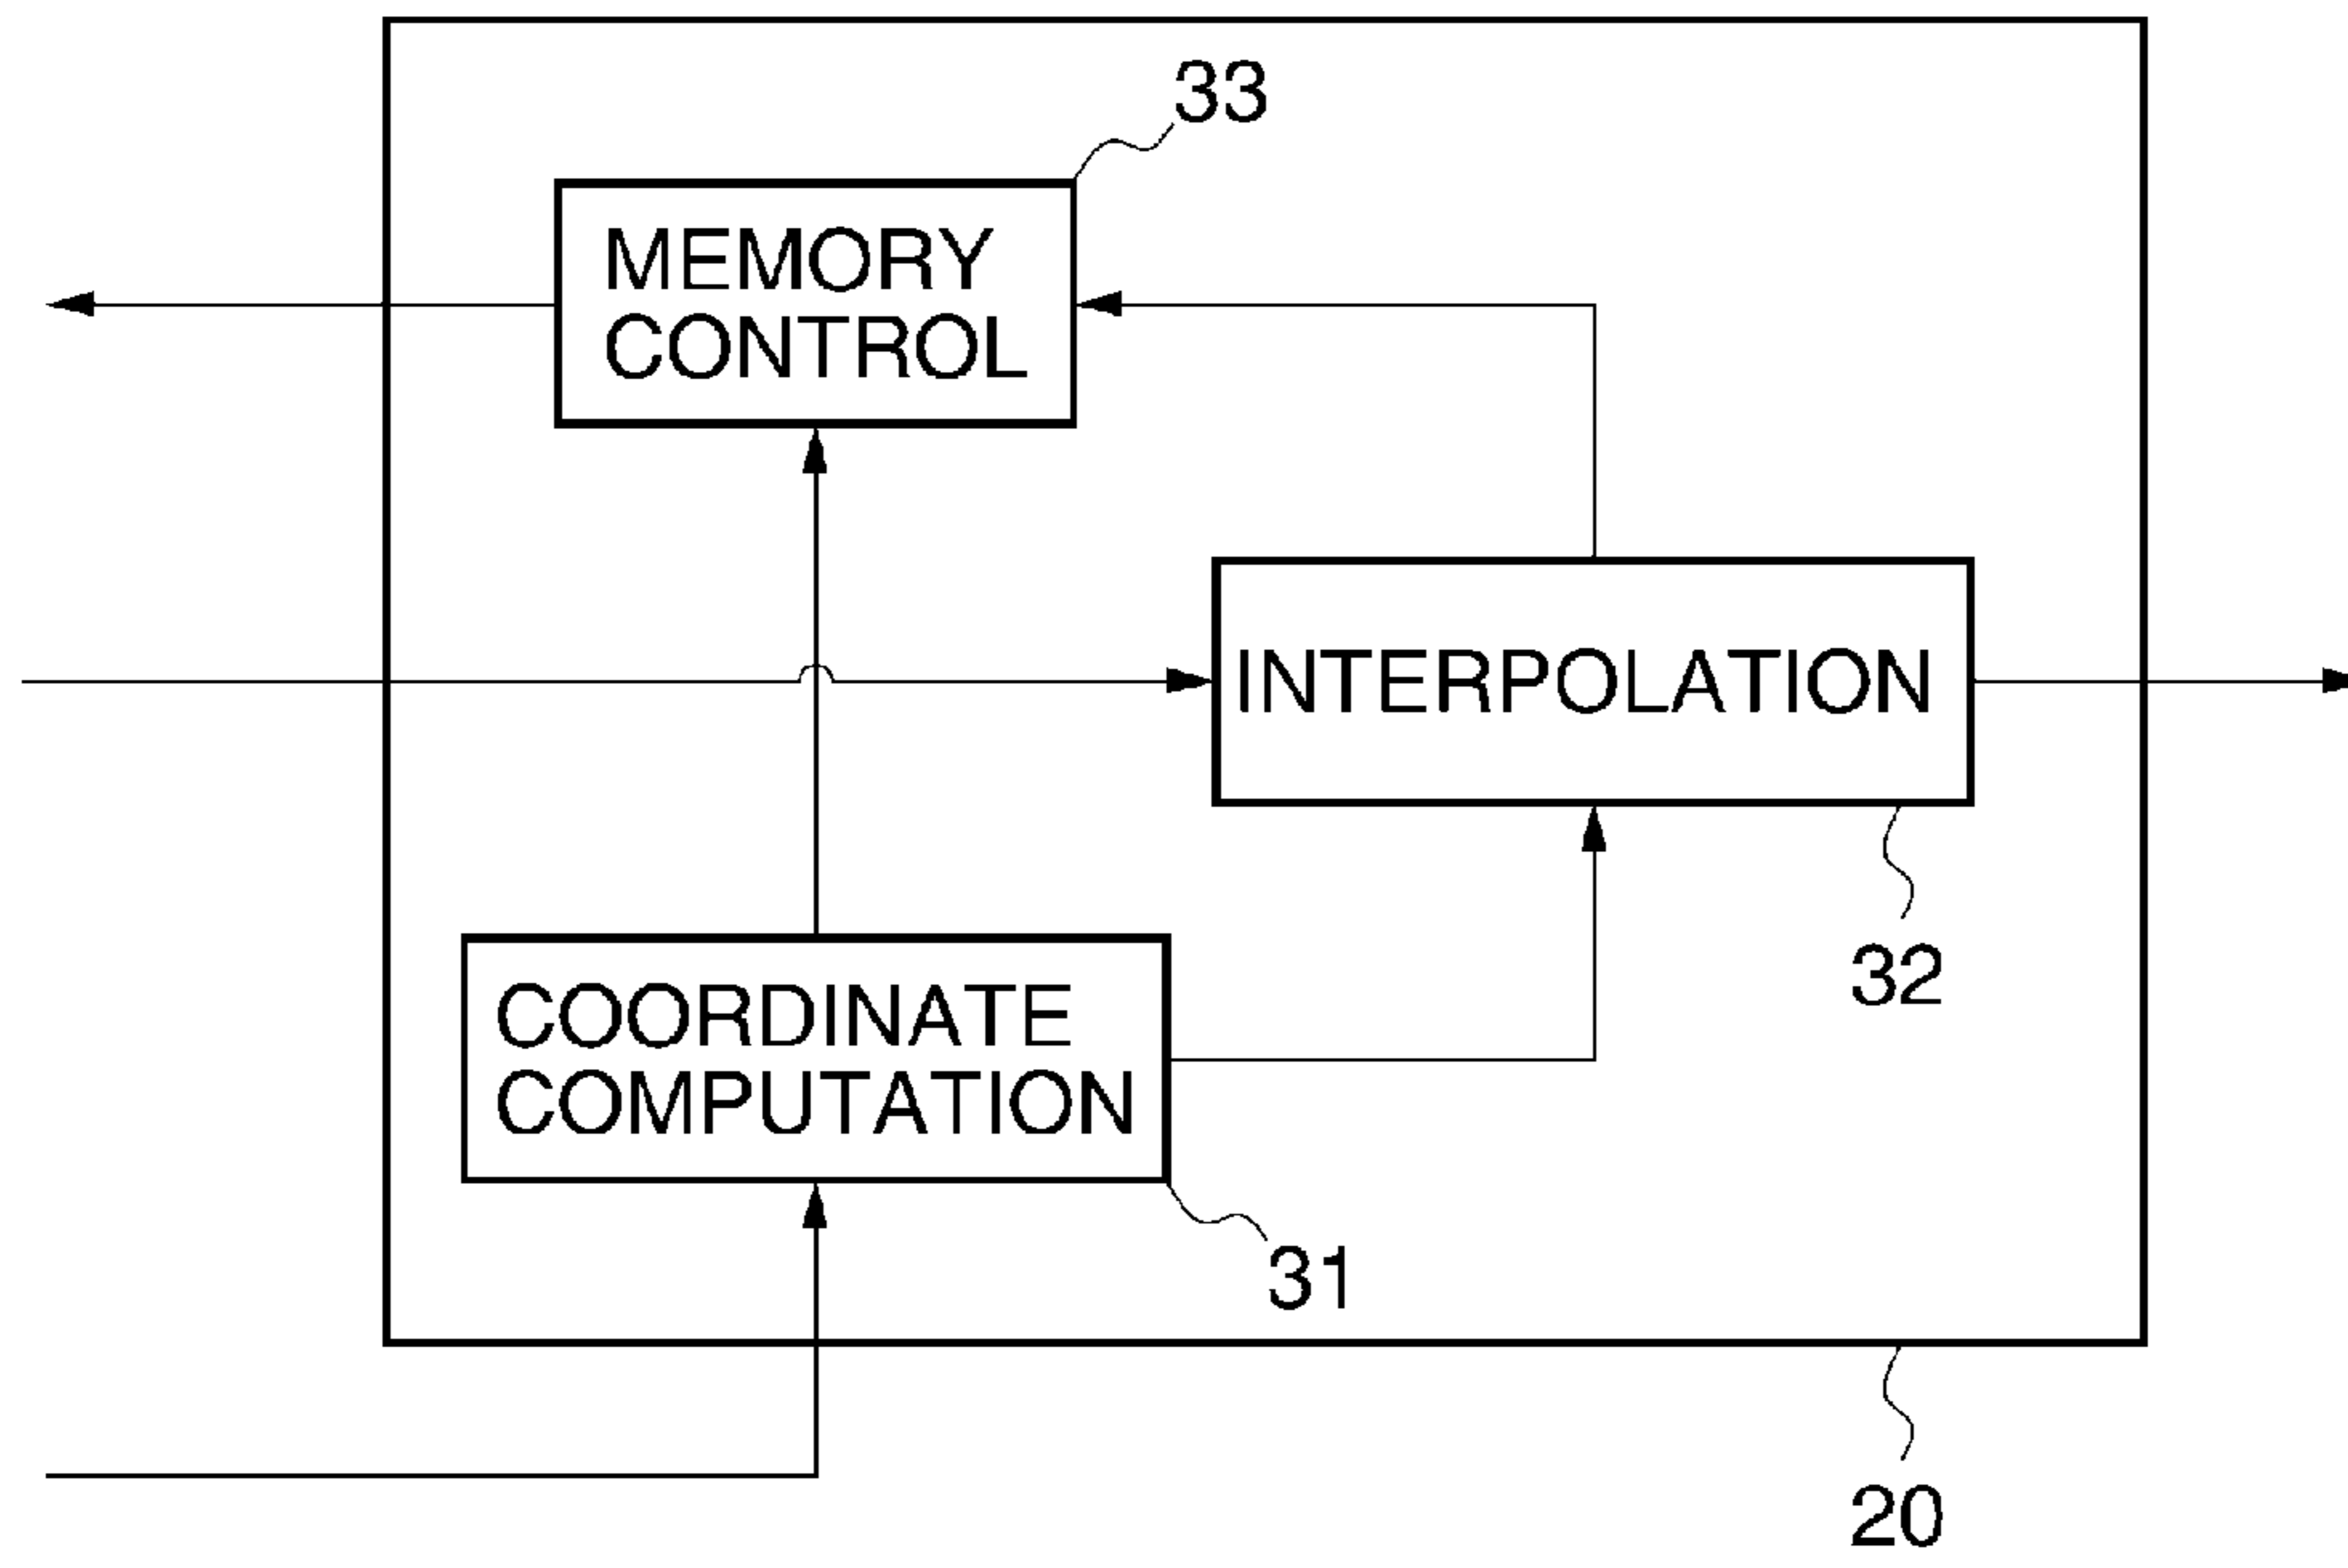 33
MEMORY
CONTROL
INTERPOLATION
32
COORDINATE
COMPUTATION
31
20